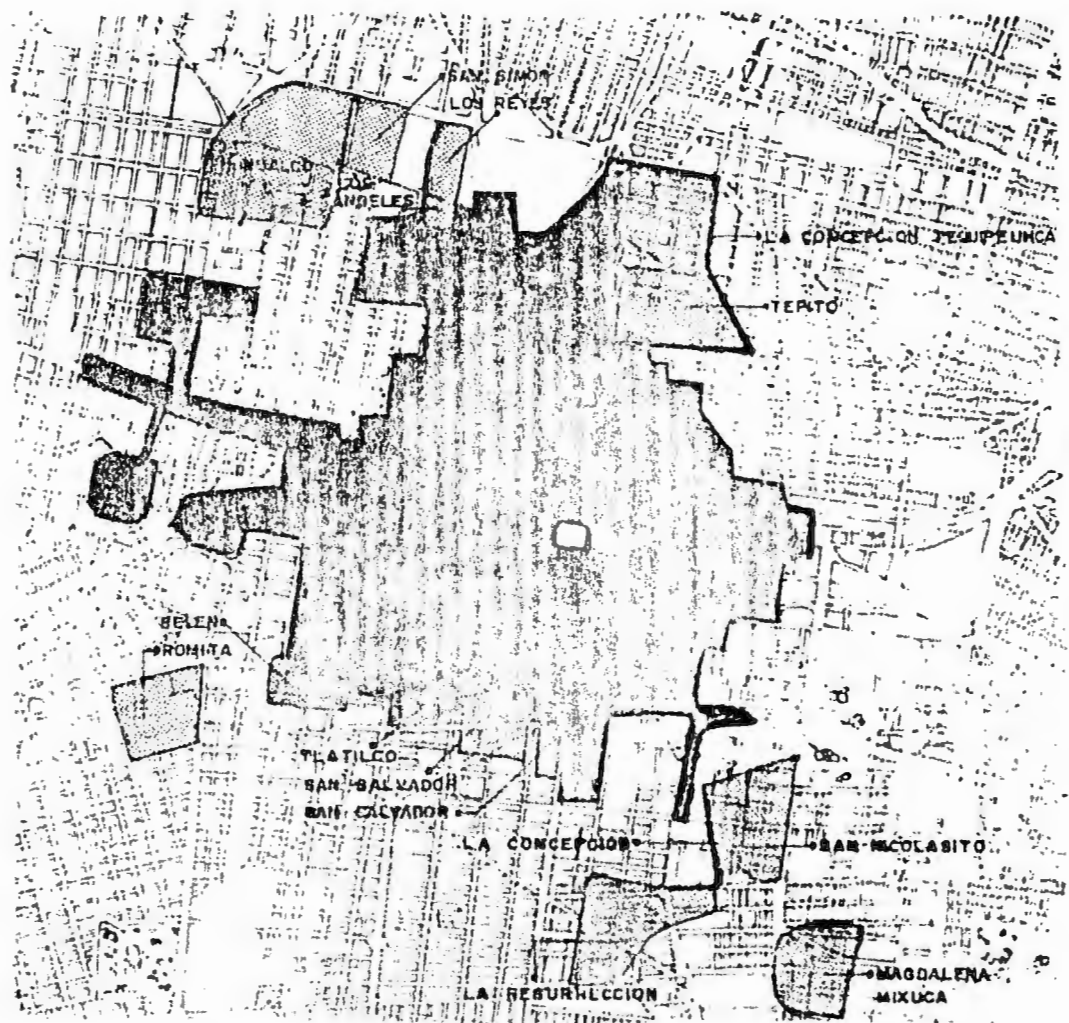 SAN SIMON
LOS REYES
LOS
ANGELES
LA CONCEPCION TEQUIPEUHCA
TEPITO
BELEN
ROMITA
TLATILCO
SAN SALVADOR
SAN SALVADOR
LA CONCEPCION
SAN NICOLASITO
LA RESURRECCION
MAGDALENA
MIXUCA